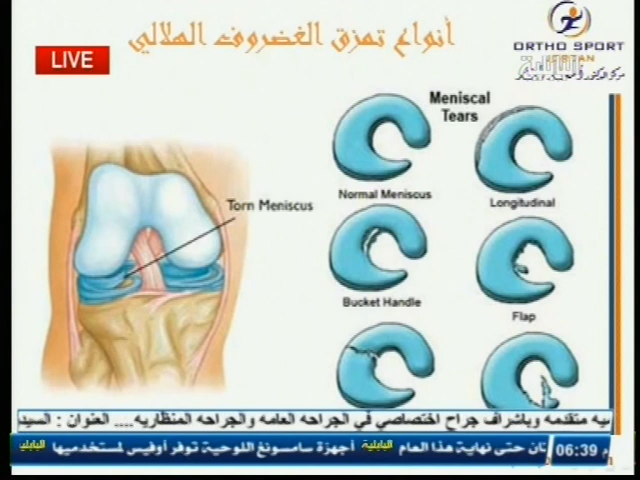 أنواع تمزق الغضروف الهلالي
LIVE
ORTHO SPORT
Meniscal
Tears
Torn Meniscus
Normal Meniscus
Longitudinal
Bucket Handle
Flap
يه متقدمه وباشراف جراح اختصاصي في الجراحه العامه والجراحه المنظاريه.... العنوان : السيد
تان حتى نهاية هذا العام البابلية أجهزة سامسونغ اللوحية توفر أوفيس لمستخدميها البابلي
06:39 م